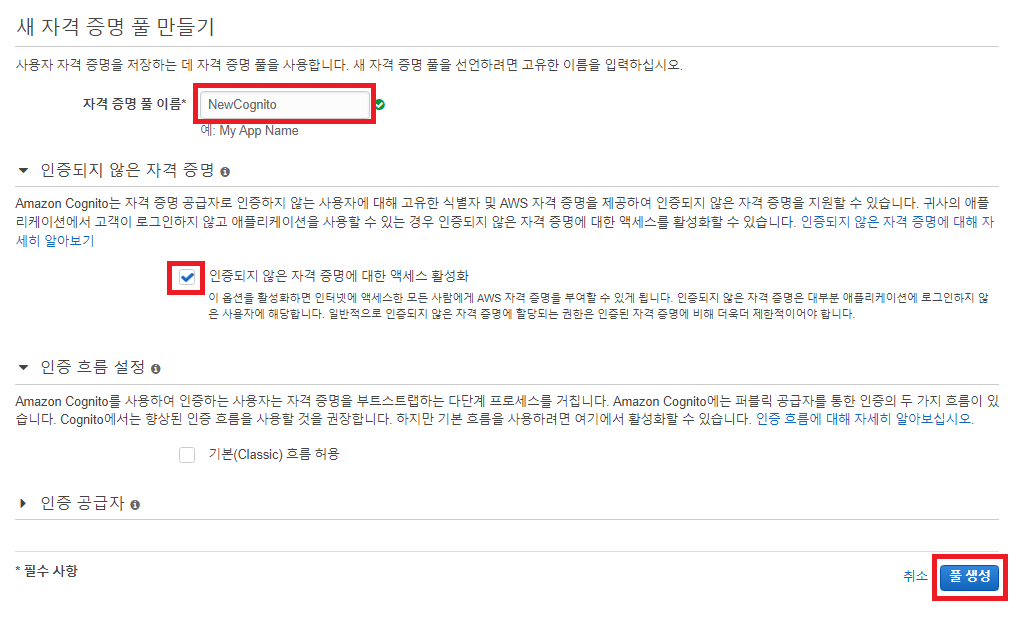 새 자격 증명 풀 만들기
사용자 자격 증명을 저장하는 데 자격 증명 풀을 사용합니다. 새 자격 증명 풀을 선언하려면 고유한 이름을 입력하십시오.
자격 증명 풀 이름* NewCognito
예: My App Name
인증되지 않은 자격 증명
Amazon Cognito는 자격 증명 공급자로 인증하지 않는 사용자에 대해 고유한 식별자 및 AWS 자격 증명을 제공하여 인증되지 않은 자격 증명을 지원할 수 있습니다. 귀사의 애플
리케이션에서 고객이 로그인하지 않고 애플리케이션을 사용할 수 있는 경우 인증되지 않은 자격 증명에 대한 액세스를 활성화할 수 있습니다. 인증되지 않은 자격 증명에 대해 자
세히 알아보기
인증되지 않은 자격 증명에 대한 액세스 활성화
이 옵션을 활성화하면 인터넷에 액세스한 모든 사람에게 AWS 자격 증명을 부여할 수 있게 됩니다. 인증되지 않은 자격 증명은 대부분 애플리케이션에 로그인하지 않
은 사용자에 해당합니다. 일반적으로 인증되지 않은 자격 증명에 할당되는 권한은 인증된 자격 증명에 비해 더욱더 제한적이어야 합니다.
인증 흐름 설정
Amazon Cognito를 사용하여 인증하는 사용자는 자격 증명을 부트스트랩하는 다단계 프로세스를 거칩니다. Amazon Cognito에는 퍼블릭 공급자를 통한 인증의 두 가지 흐름이 있
습니다. Cognito에서는 향상된 인증 흐름을 사용할 것을 권장합니다. 하지만 기본 흐름을 사용하려면 여기에서 활성화할 수 있습니다. 인증 흐름에 대해 자세히 알아보십시오.
기본(Classic) 흐름 허용
인증 공급자
* 필수 사항
취소 풀 생성